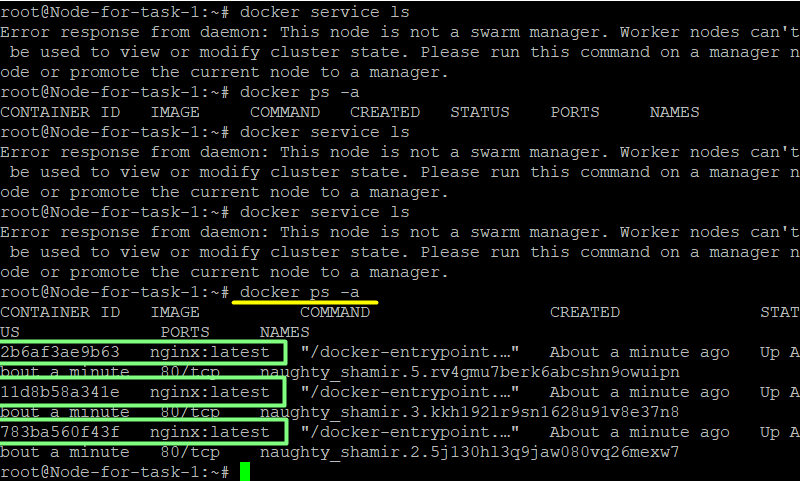 root@Node-for-task-1:~# docker service ls
Error response from daemon: This node is not a swarm manager. Worker nodes can't
 be used to view or modify cluster state. Please run this command on a manager n
ode or promote the current node to a manager.
root@Node-for-task-1:~# docker ps -a
CONTAINER ID   IMAGE     COMMAND   CREATED   STATUS    PORTS     NAMES
root@Node-for-task-1:~# docker service ls
Error response from daemon: This node is not a swarm manager. Worker nodes can't
 be used to view or modify cluster state. Please run this command on a manager n
ode or promote the current node to a manager.
root@Node-for-task-1:~# docker service ls
Error response from daemon: This node is not a swarm manager. Worker nodes can't
 be used to view or modify cluster state. Please run this command on a manager n
ode or promote the current node to a manager.
root@Node-for-task-1:~# docker ps -a
CONTAINER ID   IMAGE          COMMAND                  CREATED              STAT
US              PORTS     NAMES
2b6af3ae9b63   nginx:latest   "/docker-entrypoint.…"   About a minute ago   Up A
bout a minute   80/tcp    naughty_shamir.5.rv4gmu7berk6abcshn9owuipn
11d8b58a341e   nginx:latest   "/docker-entrypoint.…"   About a minute ago   Up A
bout a minute   80/tcp    naughty_shamir.3.kkh192lr9sn1628u91v8e37n8
783ba560f43f   nginx:latest   "/docker-entrypoint.…"   About a minute ago   Up A
bout a minute   80/tcp    naughty_shamir.2.5j130hl3q9jaw080vq26mexw7
root@Node-for-task-1:~#